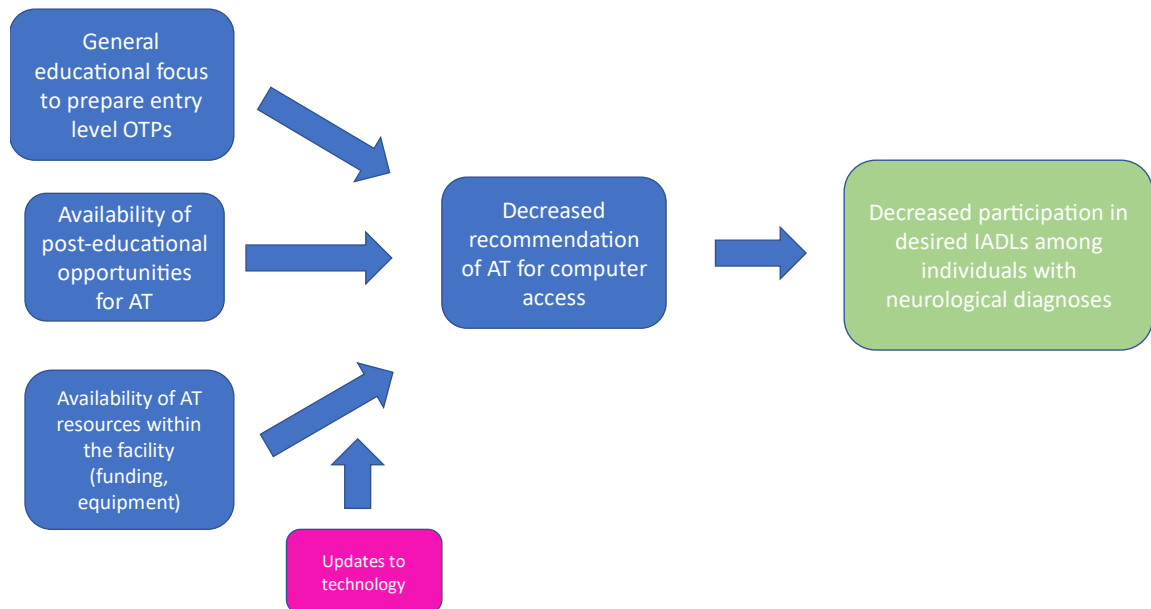 General
educational focus
to prepare entry
level OTPs
Availability of
post-educational
opportunities
for AT
Availability of AT
resources within
the facility
(funding,
equipment)
Updates to
technology
Decreased
recommendation
of AT for computer
access
Decreased participation in
desired IADLs among
individuals with
neurological diagnoses